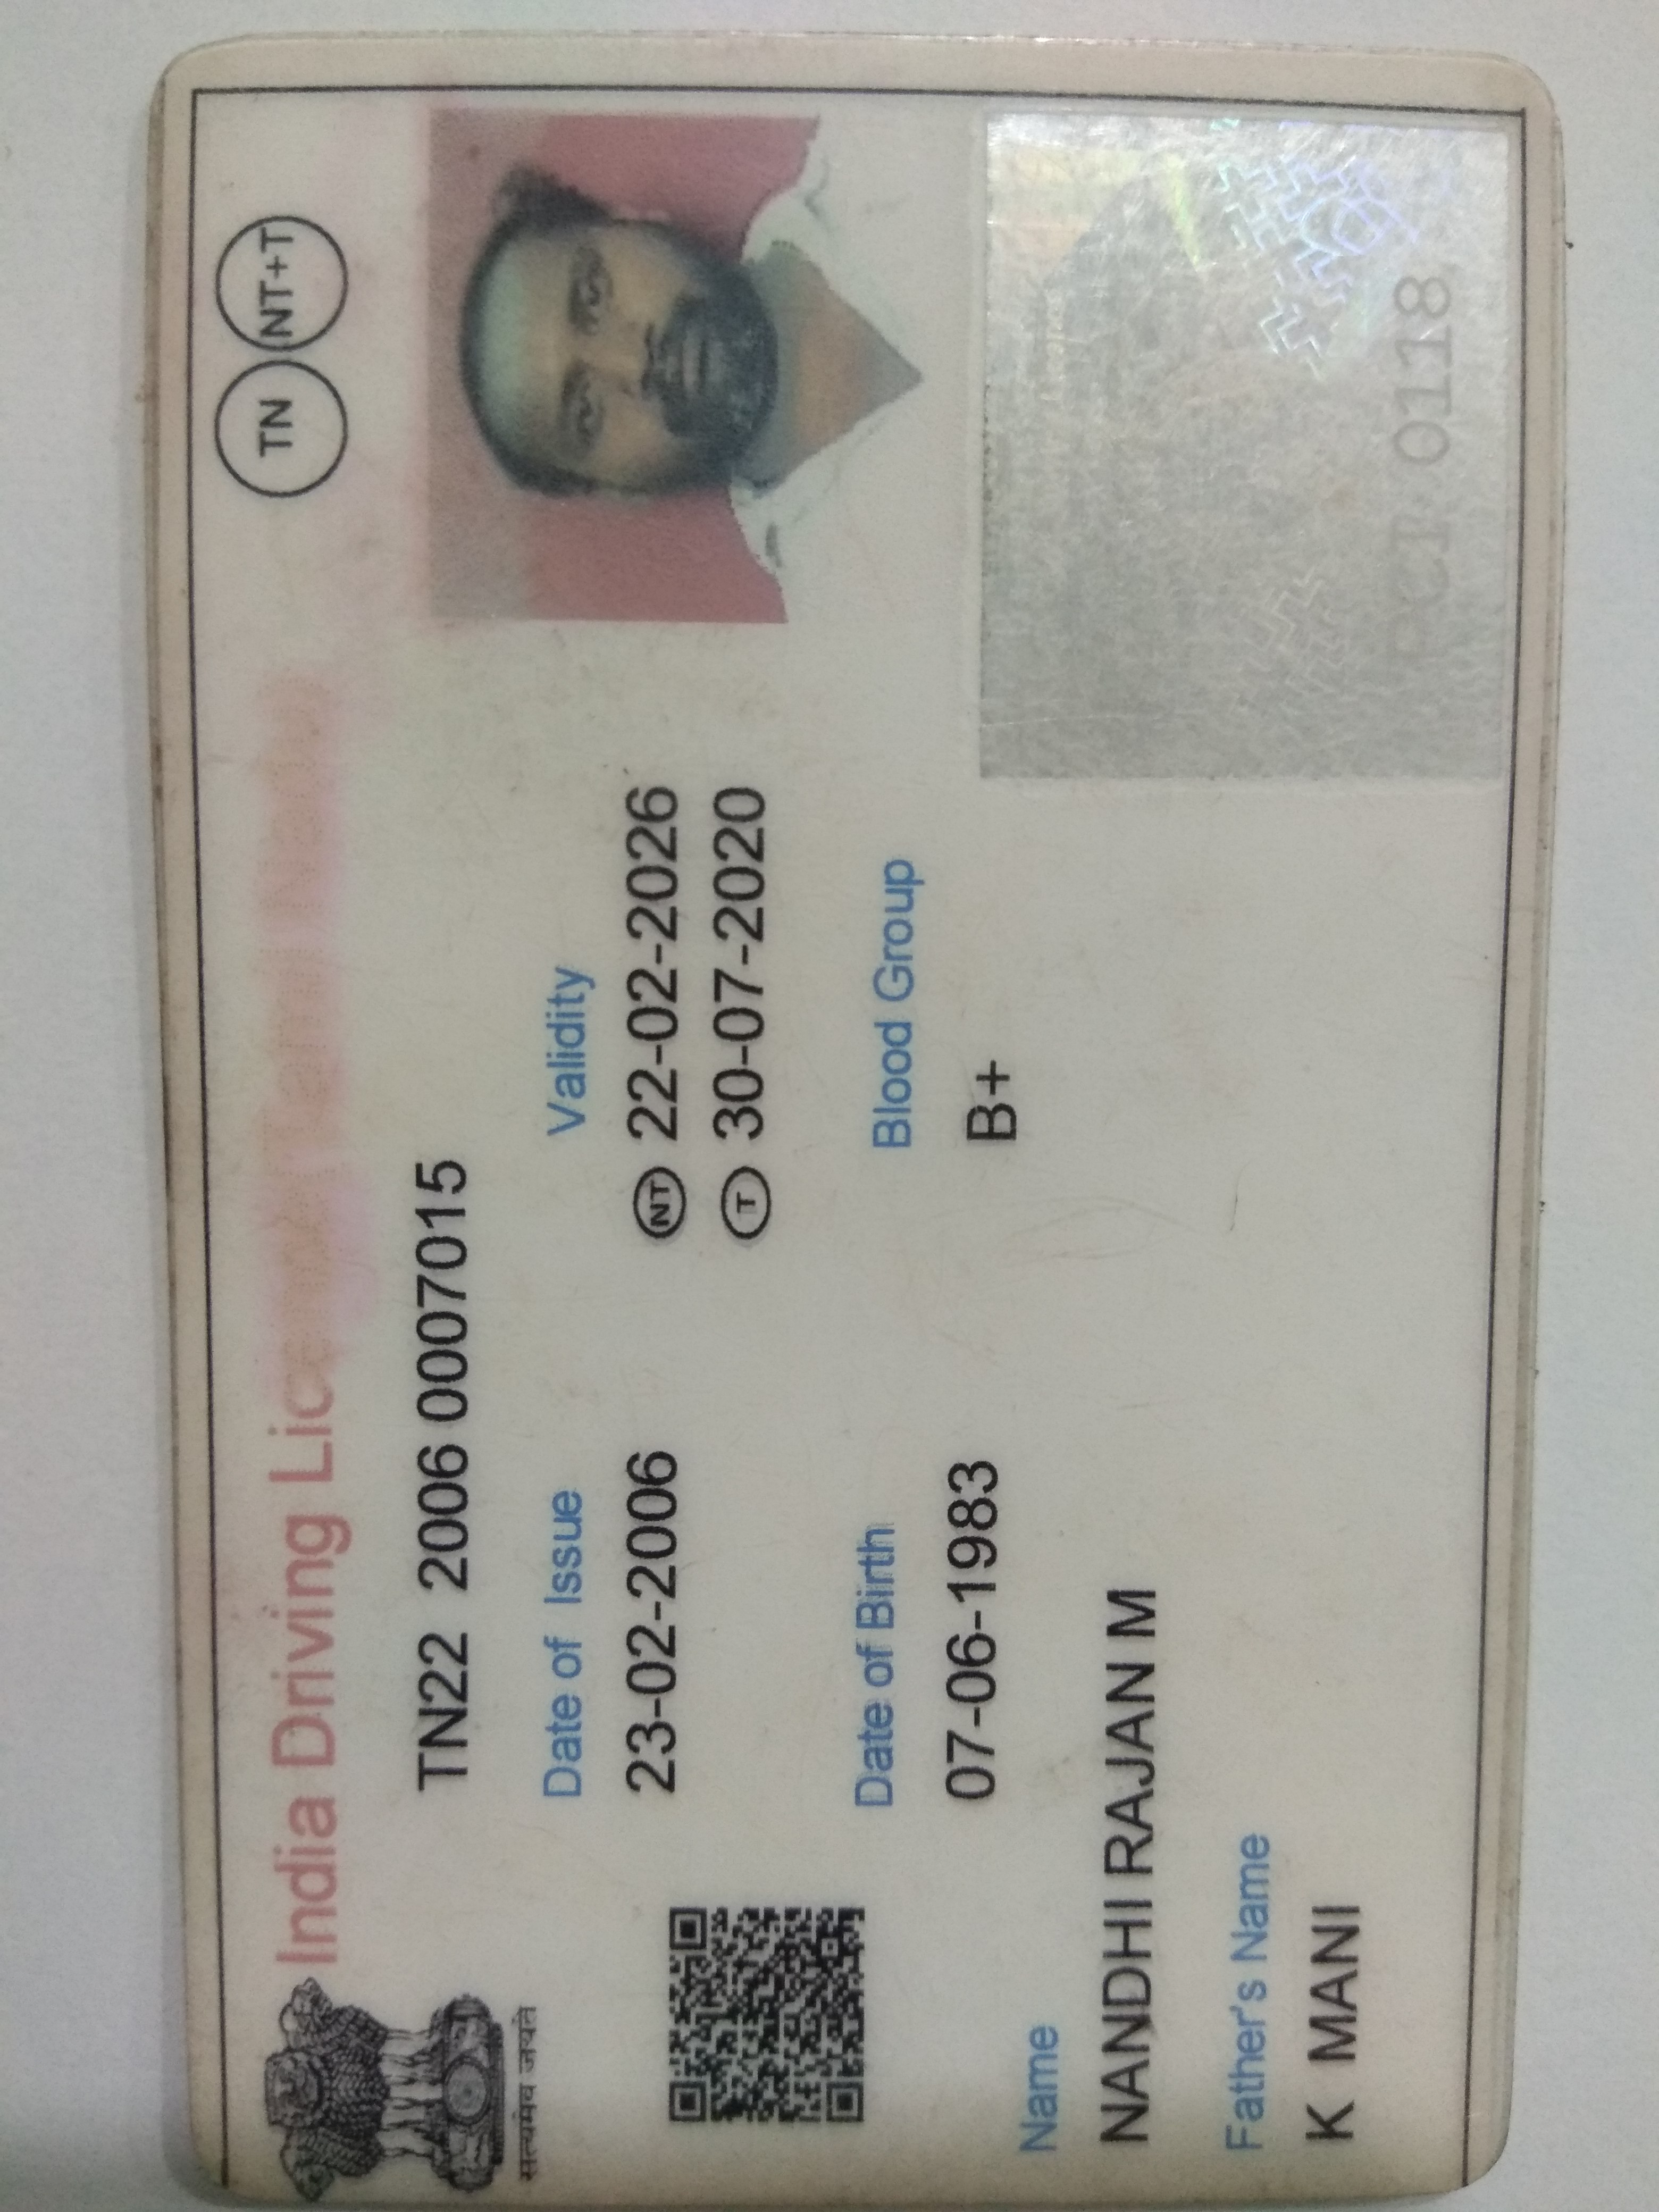 India Driving Licence
TN NT+T
TN22 2006 0007015
Date of Issue Validity
23-02-2006 NT 22-02-2026
T 30-07-2020
Date of Birth Blood Group
07-06-1983 B+
Name
NANDHI RAJAN M
Father's Name
K MANI
सत्यमेव जयते
0118